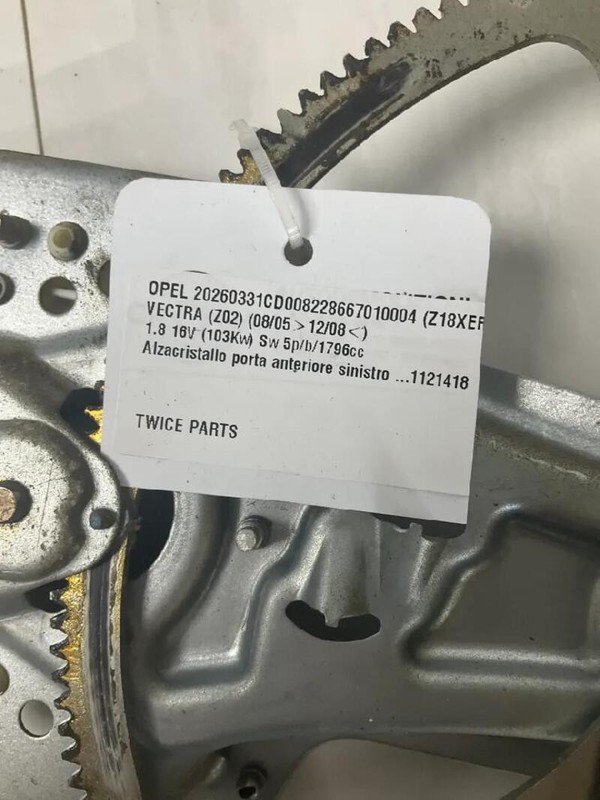 OPEL 20260331CD008228667010004 (Z18XER
VECTRA (Z02) (08/05 > 12/08 <)
1.8 16V (103Kw) Sw 5p/b/1796cc
Alzacristallo porta anteriore sinistro ...1121418
TWICE PARTS